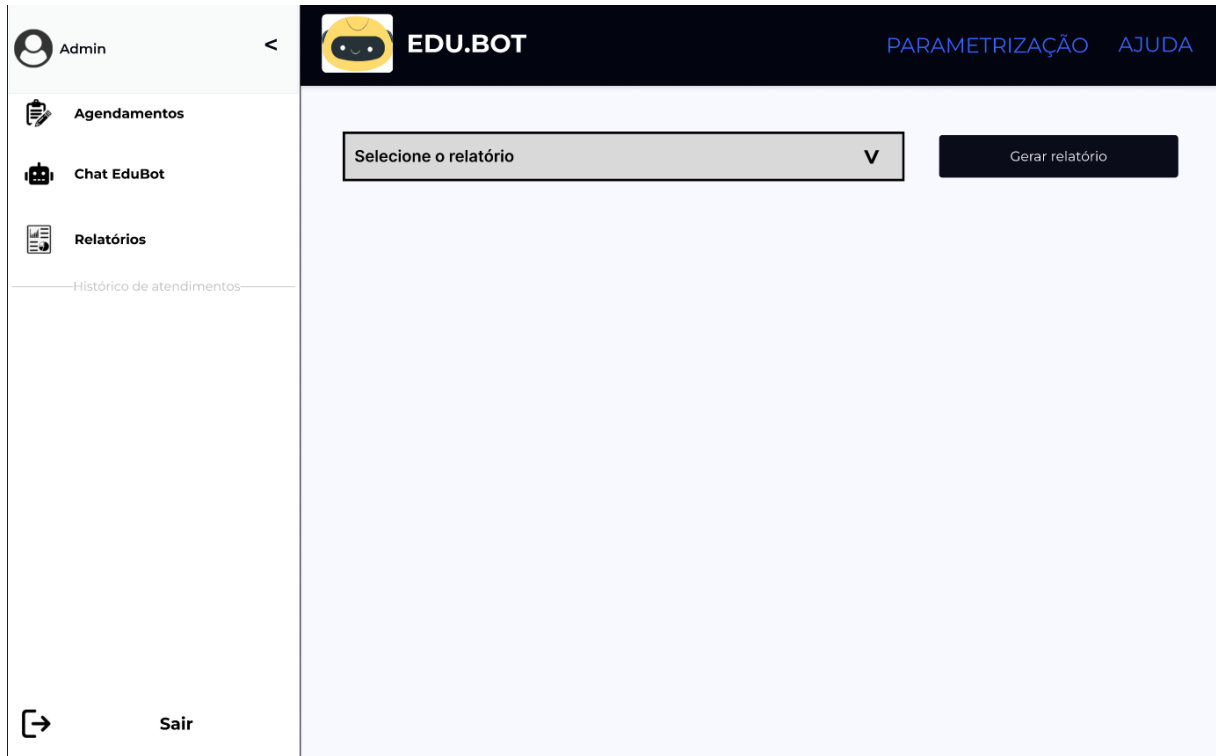 Admin
<
EDU.BOT
PARAMETRIZAÇÃO
AJUDA
Agendamentos
Chat EduBot
Relatórios
Histórico de atendimentos
Sair
Selecione o relatório
V
Gerar relatório